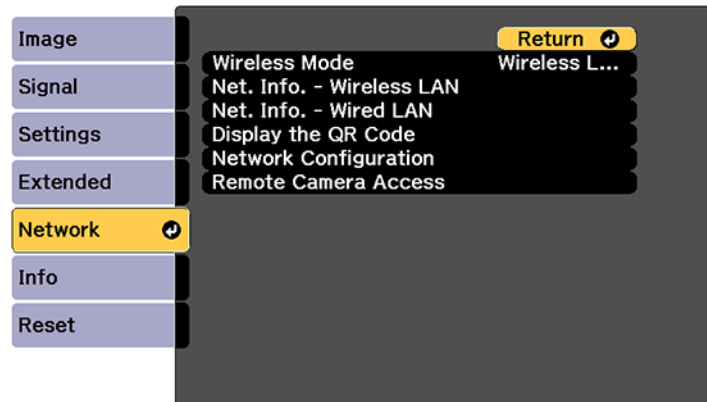 Image
Signal
Settings
Extended
Network
Info
Reset
Return
Wireless Mode Wireless L...
Net. Info. - Wireless LAN
Net. Info. - Wired LAN
Display the QR Code
Network Configuration
Remote Camera Access